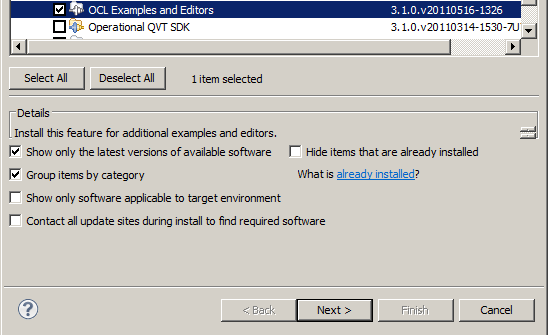 OCL Examples and Editors 3.1.0.v20110516-1326
Operational QVT SDK 3.1.0.v20110314-1530-7U
Select All Deselect All 1 item selected
Details
Install this feature for additional examples and editors.
Show only the latest versions of available software Hide items that are already installed
Group items by category What is already installed?
Show only software applicable to target environment
Contact all update sites during install to find required software
? < Back Next > Finish Cancel